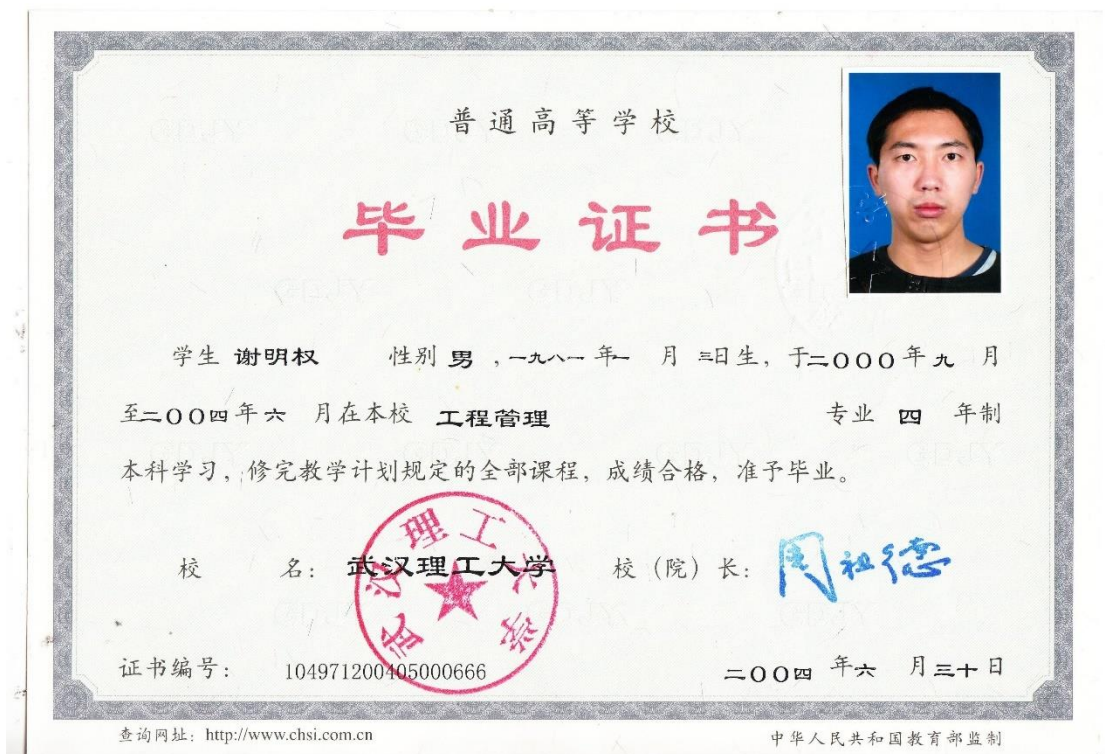 普通高等学校
毕业证书
学生 谢明权 性别 男 ,一九八一 年一 月 三日生, 于二OOO年九 月
至二OO四年六 月在本校 工程管理 专业 四 年制
本科学习, 修完教学计划规定的全部课程, 成绩合格, 准予毕业。
校 名: 武汉理工大学 校(院)长: 周祖德
武汉理工大学
证书编号: 104971200405000666 二OO四 年六 月三十日
查询网址: http://www.chsi.com.cn 中华人民共和国教育部监制